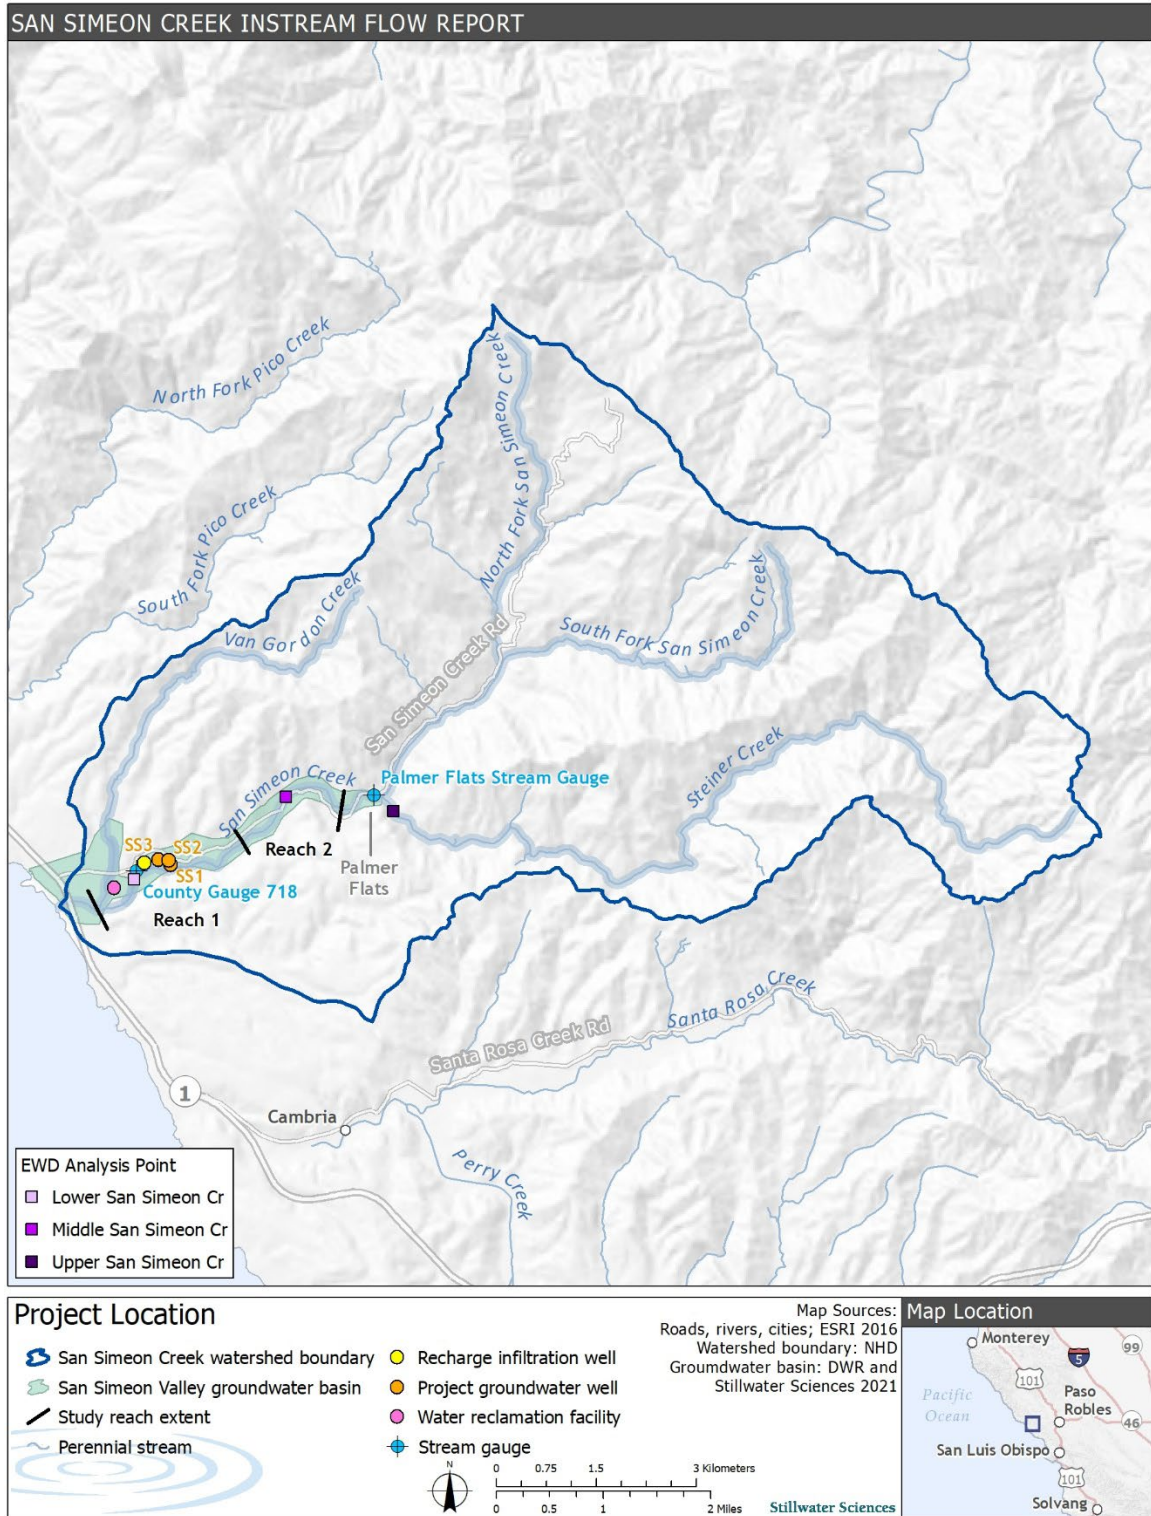 SAN SIMEON CREEK INSTREAM FLOW REPORT
North Fork Pico Creek
South Fork Pico Creek
North Fork San Simeon Creek
Van Gordon Creek
South Fork San Simeon Creek
San Simeon Creek Rd
Steiner Creek
San Simeon Creek
Palmer Flats Stream Gauge
SS3
SS2
SS1
Reach 2
Palmer
Flats
County Gauge 718
Reach 1
Santa Rosa Creek
Santa Rosa Creek Rd
1
Cambria
Perry Creek
EWD Analysis Point
Lower San Simeon Cr
Middle San Simeon Cr
Upper San Simeon Cr
Project Location
San Simeon Creek watershed boundary
San Simeon Valley groundwater basin
Study reach extent
Perennial stream
Recharge infiltration well
Project groundwater well
Water reclamation facility
Stream gauge
Map Sources:
Roads, rivers, cities; ESRI 2016
Watershed boundary: NHD
Groumdwater basin: DWR and
Stillwater Sciences 2021
N
0 0.75 1.5 3 Kilometers
0 0.5 1 2 Miles
Stillwater Sciences
Map Location
Monterey
99
5
101
Pacific
Ocean
Paso
Robles
46
San Luis Obispo
101
Solvang